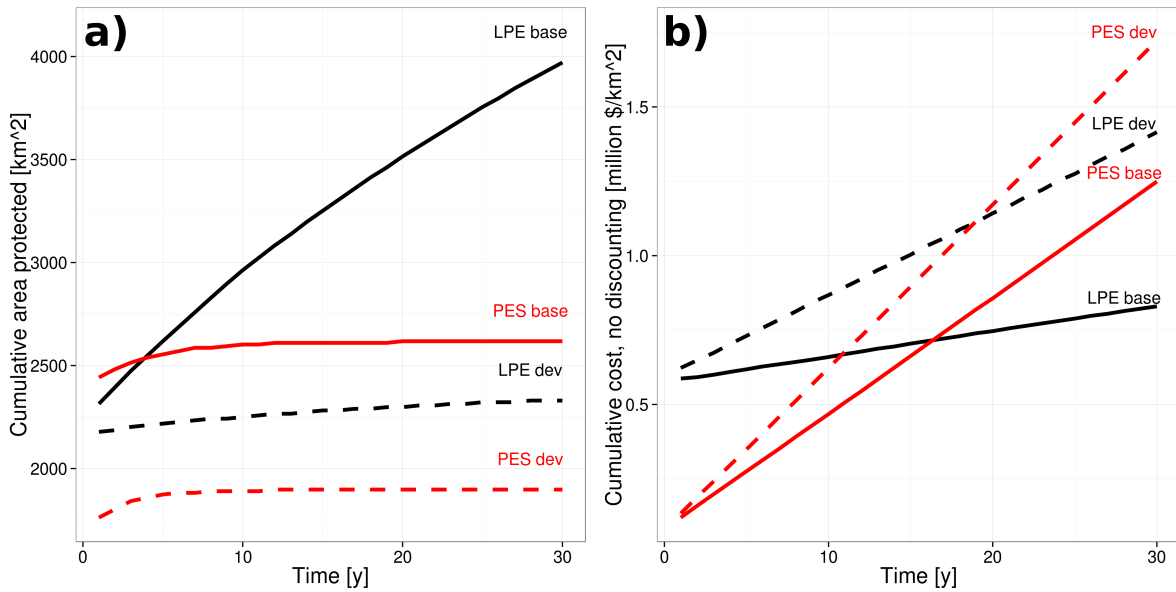 a)
LPE base
4000
3500
3000
PES base
2500
LPE dev
PES dev
2000
0
10
20
30
Time [y]
Cumulative area protected [km^2]
b)
PES dev
1.5
LPE dev
PES base
1.0
LPE base
0.5
0
10
20
30
Time [y]
Cumulative cost, no discounting [million $/km^2]